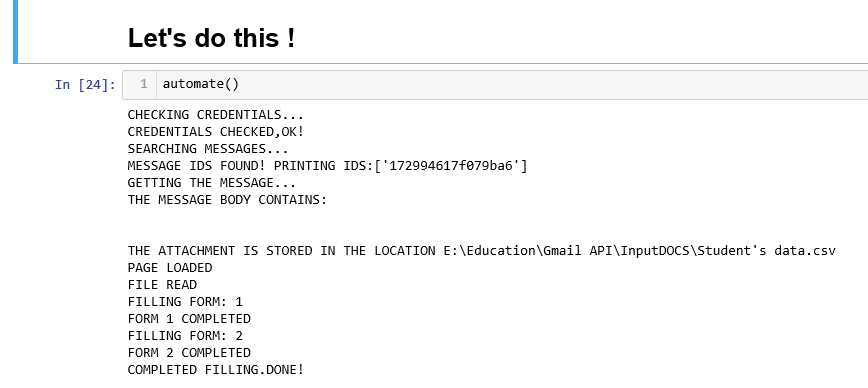 Let's do this !
In [24]: 1 automate()
CHECKING CREDENTIALS...
CREDENTIALS CHECKED,OK!
SEARCHING MESSAGES...
MESSAGE IDS FOUND! PRINTING IDS:['172994617f079ba6']
GETTING THE MESSAGE...
THE MESSAGE BODY CONTAINS:
THE ATTACHMENT IS STORED IN THE LOCATION E:\Education\Gmail API\InputDOCS\Student's data.csv
PAGE LOADED
FILE READ
FILLING FORM: 1
FORM 1 COMPLETED
FILLING FORM: 2
FORM 2 COMPLETED
COMPLETED FILLING.DONE!